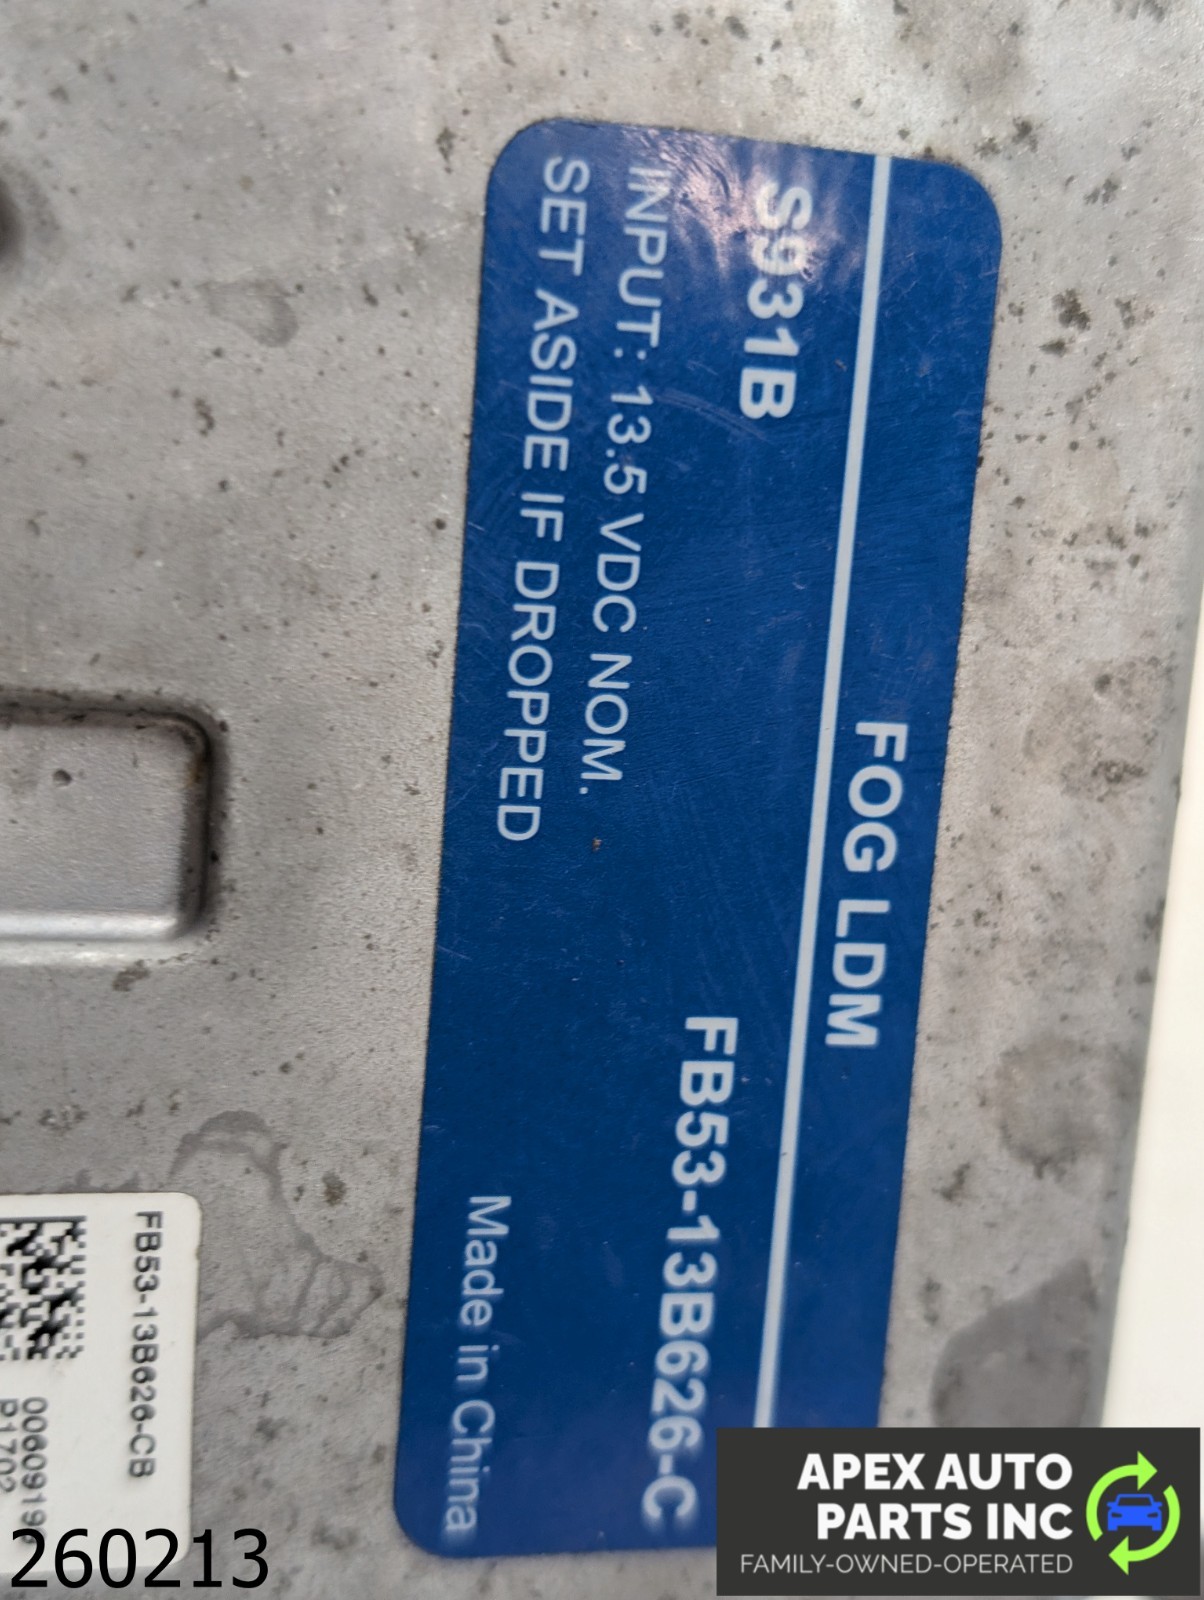 FOG LDM
S931B
FB53-13B626-C
INPUT: 13.5 VDC NOM.
SET ASIDE IF DROPPED
Made in China
FB53-13B626-CB
260213
APEX AUTO
PARTS INC
FAMILY-OWNED-OPERATED